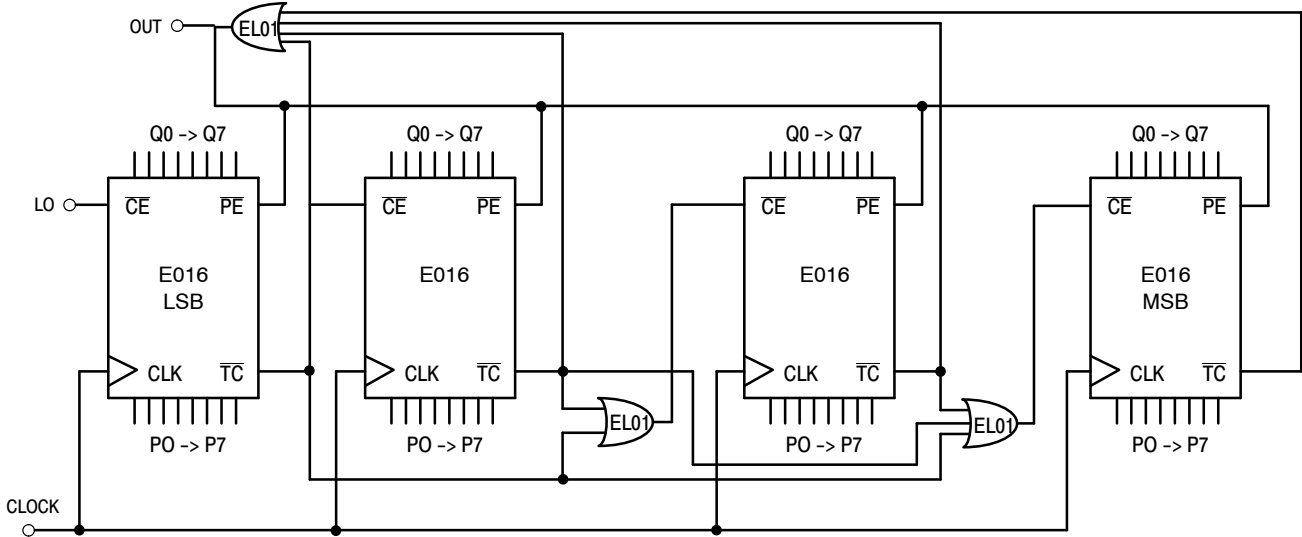 OUT
EL01
Q0 -> Q7
Q0 -> Q7
Q0 -> Q7
Q0 -> Q7
LO
CE
PE
CE
PE
CE
PE
CE
PE
E016
LSB
E016
E016
E016
MSB
CLK
TC
CLK
TC
CLK
TC
CLK
TC
EL01
EL01
PO -> P7
PO -> P7
PO -> P7
PO -> P7
CLOCK